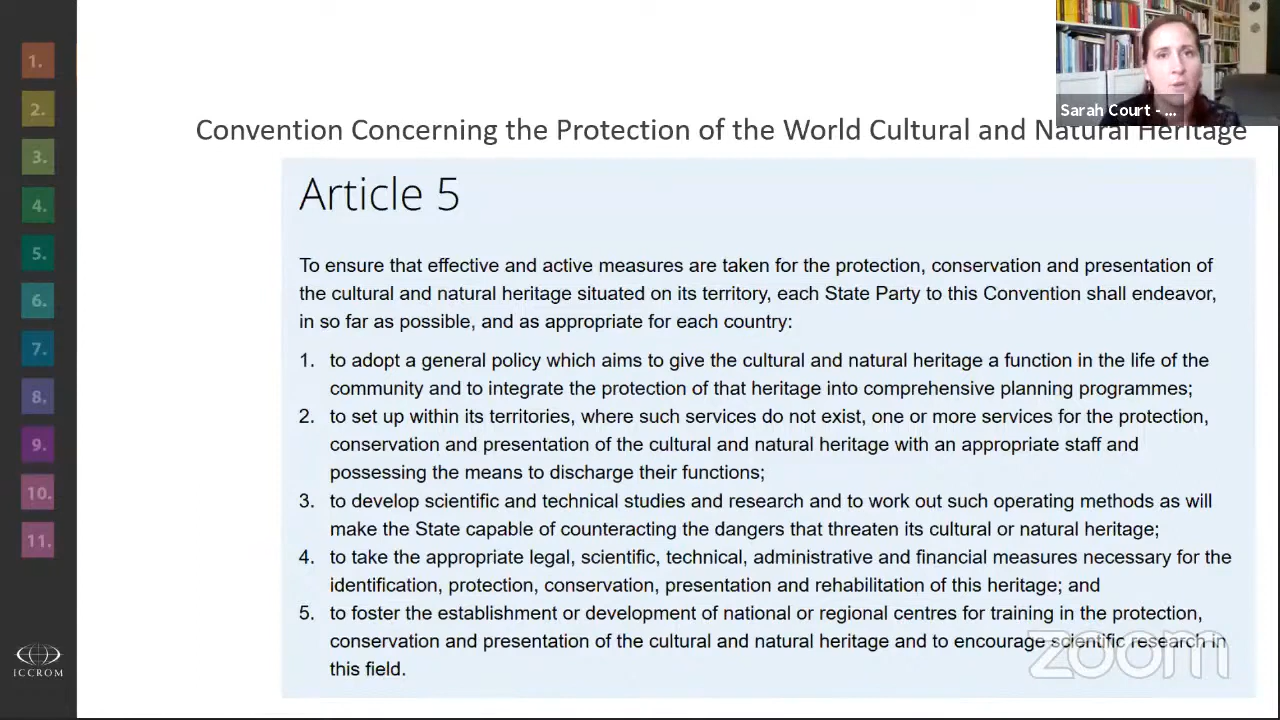 Sarah Court - ...
Convention Concerning the Protection of the World Cultural and Natural Heritage
Article 5
To ensure that effective and active measures are taken for the protection, conservation and presentation of
the cultural and natural heritage situated on its territory, each State Party to this Convention shall endeavor,
in so far as possible, and as appropriate for each country:
1. to adopt a general policy which aims to give the cultural and natural heritage a function in the life of the
community and to integrate the protection of that heritage into comprehensive planning programmes;
2. to set up within its territories, where such services do not exist, one or more services for the protection,
conservation and presentation of the cultural and natural heritage with an appropriate staff and
possessing the means to discharge their functions;
3. to develop scientific and technical studies and research and to work out such operating methods as will
make the State capable of counteracting the dangers that threaten its cultural or natural heritage;
4. to take the appropriate legal, scientific, technical, administrative and financial measures necessary for the
identification, protection, conservation, presentation and rehabilitation of this heritage; and
5. to foster the establishment or development of national or regional centres for training in the protection,
conservation and presentation of the cultural and natural heritage and to encourage scientific research in
this field.
zoom
1.
2.
3.
4.
5.
6.
7.
8.
9.
10.
11.
ICCROM